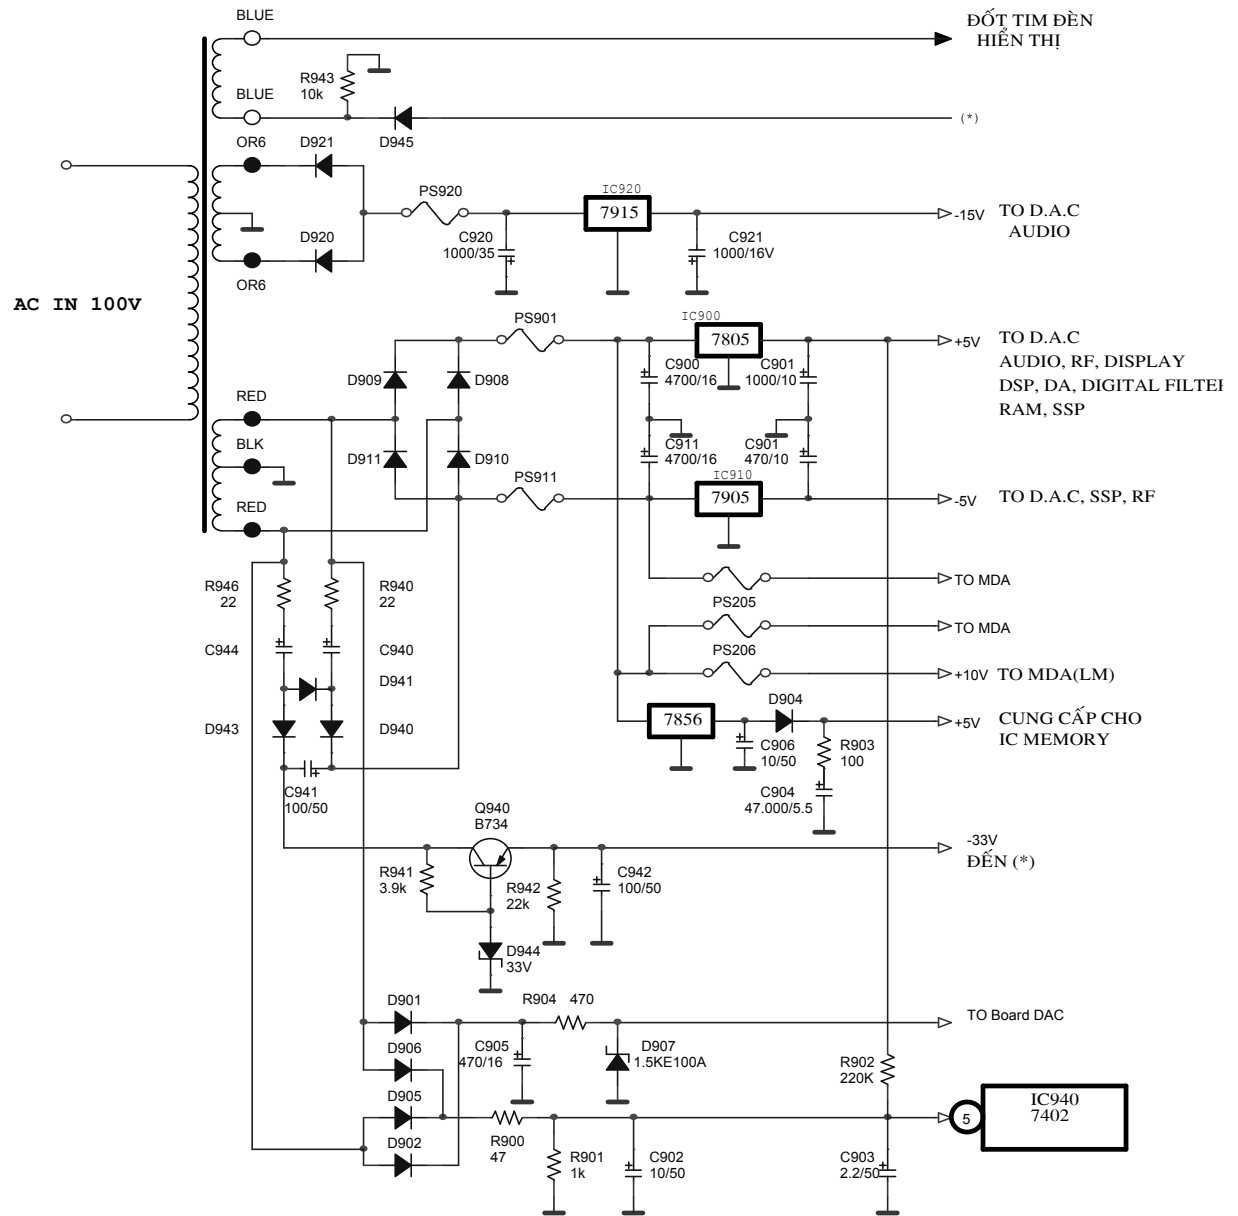 BLUE
ĐỐT TIM ĐÈN
HIỂN THỊ
R943
10k
BLUE
D945
(*)
OR6
D921
PS920
IC920
7915
-15V
TO D.A.C
AUDIO
D920
C920
1000/35
C921
1000/16V
OR6
AC IN 100V
PS901
IC900
7805
+5V
TO D.A.C
AUDIO, RF, DISPLAY
DSP, DA, DIGITAL FILTER
RAM, SSP
D909
D908
C900
4700/16
C901
1000/10
RED
BLK
D911
D910
C911
4700/16
C901
470/10
PS911
IC910
7905
-5V
TO D.A.C, SSP, RF
RED
R946
22
R940
22
TO MDA
PS205
TO MDA
PS206
+10V
TO MDA(LM)
C944
C940
D941
D943
D940
7856
D904
+5V
CUNG CẤP CHO
IC MEMORY
C906
10/50
R903
100
C941
100/50
C904
47.000/5.5
Q940
B734
-33V
ĐẾN (*)
R941
3.9k
R942
22k
C942
100/50
D944
33V
D901
R904
470
TO Board DAC
D906
C905
470/16
D907
1.5KE100A
R902
220K
D905
IC940
7402
5
D902
R900
47
R901
1k
C902
10/50
C903
2.2/50